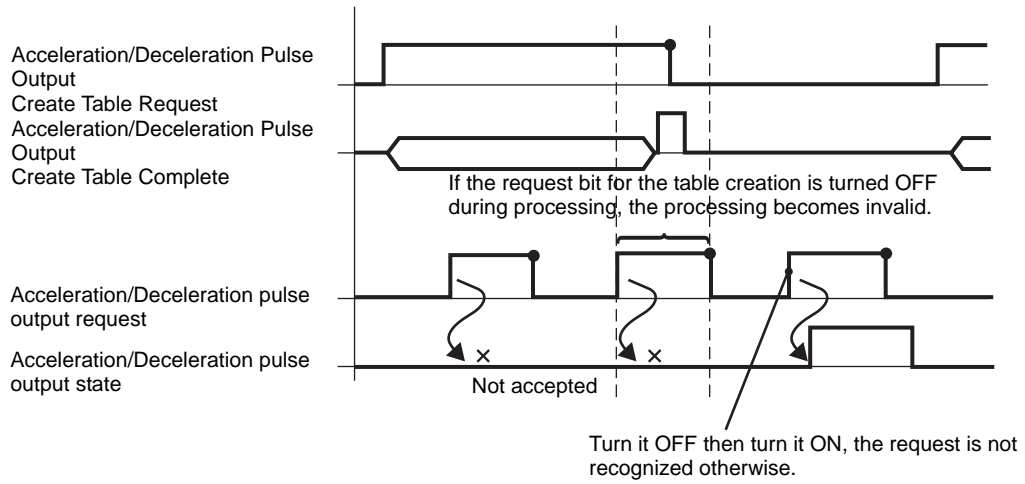 Acceleration/Deceleration Pulse
Output
Create Table Request
Acceleration/Deceleration Pulse
Output
Create Table Complete
If the request bit for the table creation is turned OFF
during processing, the processing becomes invalid.
Acceleration/Deceleration pulse
output request
Acceleration/Deceleration pulse
output state
×
×
Not accepted
Turn it OFF then turn it ON, the request is not
recognized otherwise.